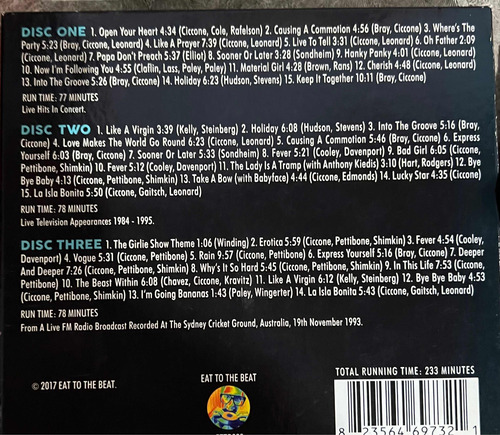 DISC ONE 1. Open Your Heart 4:34 (Ciccone, Cole, Rafelson) 2. Causing A Commotion 4:56 (Bray, Ciccone) 3. Where's The
Party 5:23 (Bray, Ciccone, Leonard) 4. Like A Prayer 7:39 (Ciccone, Leonard) 5. Live To Tell 3:31 (Ciccone, Leonard) 6. Oh Father 2:09
(Ciccone, Leonard) 7. Papa Don't Preach 5:37 (Elliot) 8. Sooner Or Later 3:28 (Sondheim) 9. Hanky Panky 4:01 (Ciccone, Leonard)
10. Now I'm Following You 4:55 (Claflin, Lass, Paley, Paley) 11. Material Girl 4:28 (Brown, Rans) 12. Cherish 4:48 (Ciccone, Leonard)
13. Into The Groove 5:26 (Bray, Ciccone) 14. Holiday 6:23 (Hudson, Stevens) 15. Keep It Together 10:11 (Bray, Ciccone)
RUN TIME: 77 MINUTES
Live Hits In Concert.
DISC TWO 1. Like A Virgin 3:39 (Kelly, Steinberg) 2. Holiday 6:08 (Hudson, Stevens) 3. Into The Groove 5:16 (Bray,
Ciccone) 4. Love Makes The World Go Round 6:23 (Ciccone, Leonard) 5. Causing A Commotion 5:46 (Bray, Ciccone) 6. Express
Yourself 6:03 (Bray, Ciccone) 7. Sooner Or Later 5:33 (Sondheim) 8. Fever 5:21 (Cooley, Davenport) 9. Bad Girl 6:05 (Ciccone,
Pettibone, Shimkin) 10. Fever 5:12 (Cooley, Davenport) 11. The Lady Is A Tramp (with Anthony Kiedis) 3:10 (Hart, Rodgers) 12. Bye
Bye Baby 4:13 (Ciccone, Pettibone, Shimkin) 13. Take A Bow (with Babyface) 4:44 (Ciccone, Edmonds) 14. Lucky Star 4:35 (Ciccone)
15. La Isla Bonita 5:50 (Ciccone, Gaitsch, Leonard)
RUN TIME: 78 MINUTES
Live Television Appearances 1984 - 1995.
DISC THREE 1. The Girlie Show Theme 1:06 (Winding) 2. Erotica 5:59 (Ciccone, Pettibone, Shimkin) 3. Fever 4:54 (Cooley,
Davenport) 4. Vogue 5:31 (Ciccone, Pettibone) 5. Rain 9:57 (Ciccone, Pettibone) 6. Express Yourself 5:16 (Bray, Ciccone) 7. Deeper
And Deeper 7:26 (Ciccone, Pettibone, Shimkin) 8. Why's It So Hard 5:45 (Ciccone, Pettibone, Shimkin) 9. In This Life 7:53 (Ciccone,
Pettibone) 10. The Beast Within 6:08 (Chavez, Ciccone, Kravitz) 11. Like A Virgin 6:12 (Kelly, Steinberg) 12. Bye Bye Baby 4:53
(Ciccone, Pettibone, Shimkin) 13. I'm Going Bananas 1:43 (Paley, Wingerter) 14. La Isla Bonita 5:43 (Ciccone, Gaitsch, Leonard)
RUN TIME: 78 MINUTES
From A Live FM Radio Broadcast Recorded At The Sydney Cricket Ground, Australia, 19th November 1993.
TOTAL RUNNING TIME: 233 MINUTES
© 2017 EAT TO THE BEAT.
EAT TO THE BEAT
8 23564 69732 1